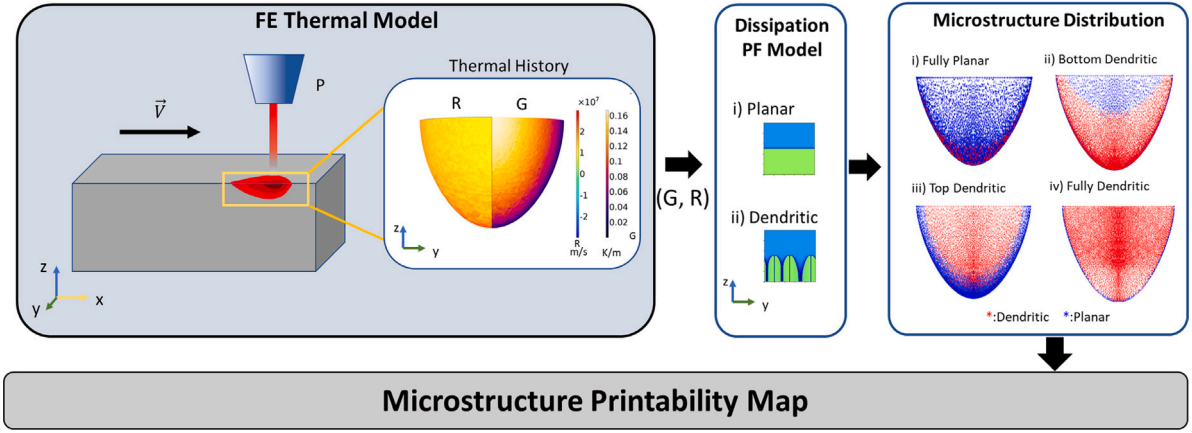 FE Thermal Model
P
V
z
y
x
Thermal History
R
G
×10⁷
2
1
0
-1
-2
R
m/s
0.16
0.14
0.12
0.10
0.08
0.06
0.04
0.02
G
K/m
z
y
(G, R)
Dissipation
PF Model
i) Planar
ii) Dendritic
z
y
Microstructure Distribution
i) Fully Planar
ii) Bottom Dendritic
iii) Top Dendritic
iv) Fully Dendritic
*:Dendritic *:Planar
Microstructure Printability Map